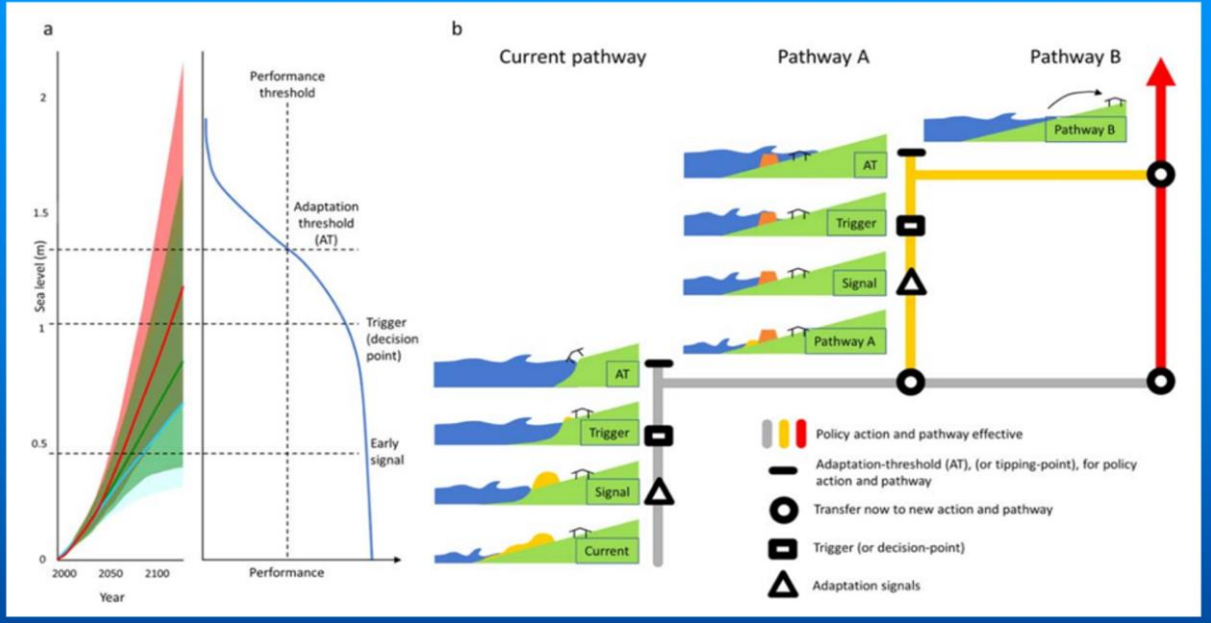 a
b
Current pathway
Pathway A
Pathway B
Performance
threshold
2
Pathway B
AT
1.5
Adaptation
threshold
(AT)
Trigger
Sea level (m)
Signal
1
Trigger
(decision
point)
Pathway A
AT
0.5
Early
signal
Trigger
Signal
Current
0
2000
2050
2100
Year
Performance
Policy action and pathway effective
Adaptation-threshold (AT), (or tipping-point), for policy
action and pathway
Transfer now to new action and pathway
Trigger (or decision-point)
Adaptation signals